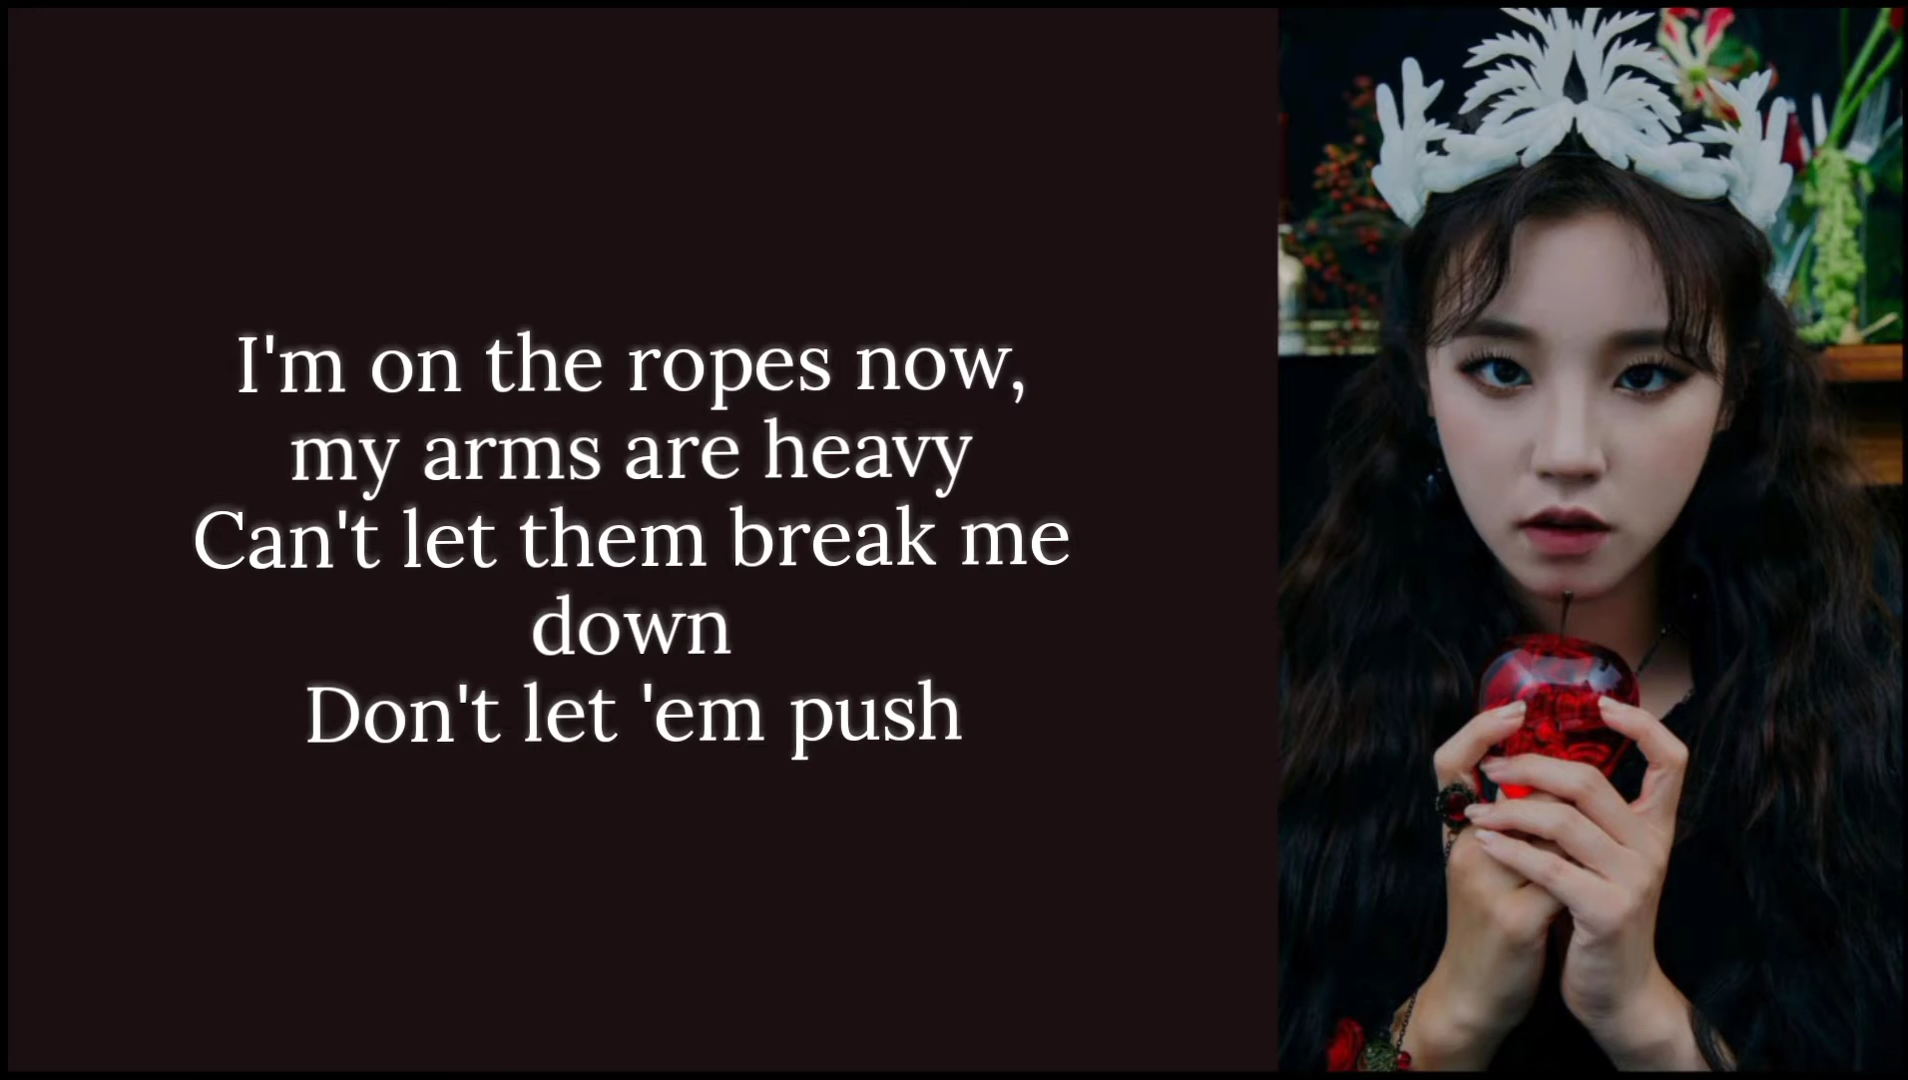 I'm on the ropes now,
my arms are heavy
Can't let them break me
down
Don't let 'em push